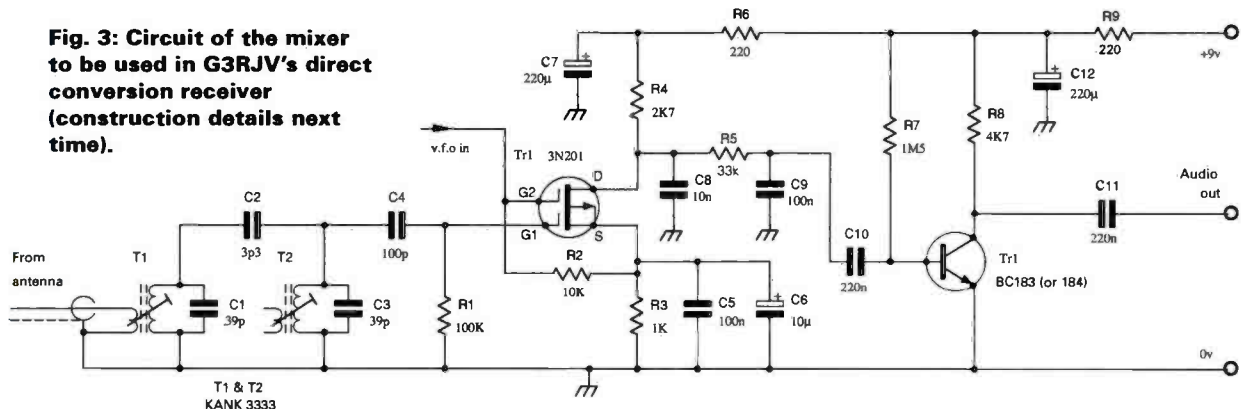 Fig. 3: Circuit of the mixer
to be used in G3RJV's direct
conversion receiver
(construction details next
time).
R6
220
R9
220
+9v
C7
220µ
+
R4
2K7
C12
220µ
+
R8
4K7
R7
1M5
v.f.o in
Tr1
3N201
R5
33k
D
G2
G1
S
C8
10n
C9
100n
C11
220n
Audio
out
C2
3p3
C4
100p
C10
220n
Tr1
BC183 (or 184)
From
antenna
T1
T2
R2
10K
C1
39p
C3
39p
R1
100K
R3
1K
C5
100n
C6
10µ
+
0v
T1 & T2
KANK 3333